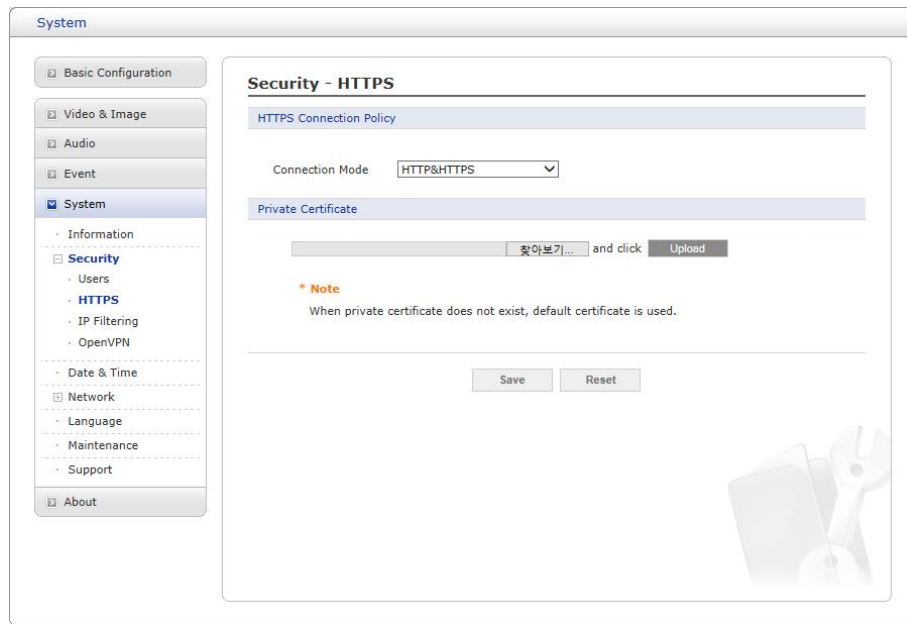 System
Basic Configuration
Video & Image
Audio
Event
System
· Information
Security
· Users
· HTTPS
· IP Filtering
· OpenVPN
· Date & Time
Network
· Language
· Maintenance
· Support
About
Security - HTTPS
HTTPS Connection Policy
Connection Mode HTTP&HTTPS
Private Certificate
찾아보기... and click Upload
* Note
When private certificate does not exist, default certificate is used.
Save Reset